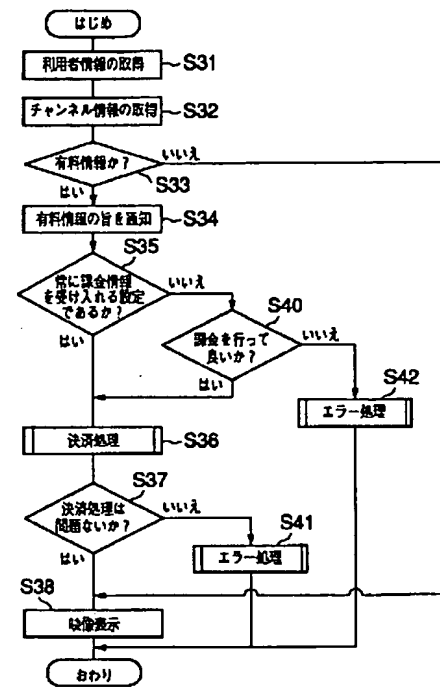 はじめ
利用者情報の取得
S31
チャンネル情報の取得
S32
有料情報か？
いいえ
S33
はい
有料情報の旨を通知
S34
S35
常に課金情報
を受け入れる設定
であるか？
いいえ
はい
S40
課金を行って
良いか？
いいえ
はい
S42
エラー処理
決済処理
S36
S37
決済処理は
問題ないか？
いいえ
はい
S41
エラー処理
S38
映像表示
おわり